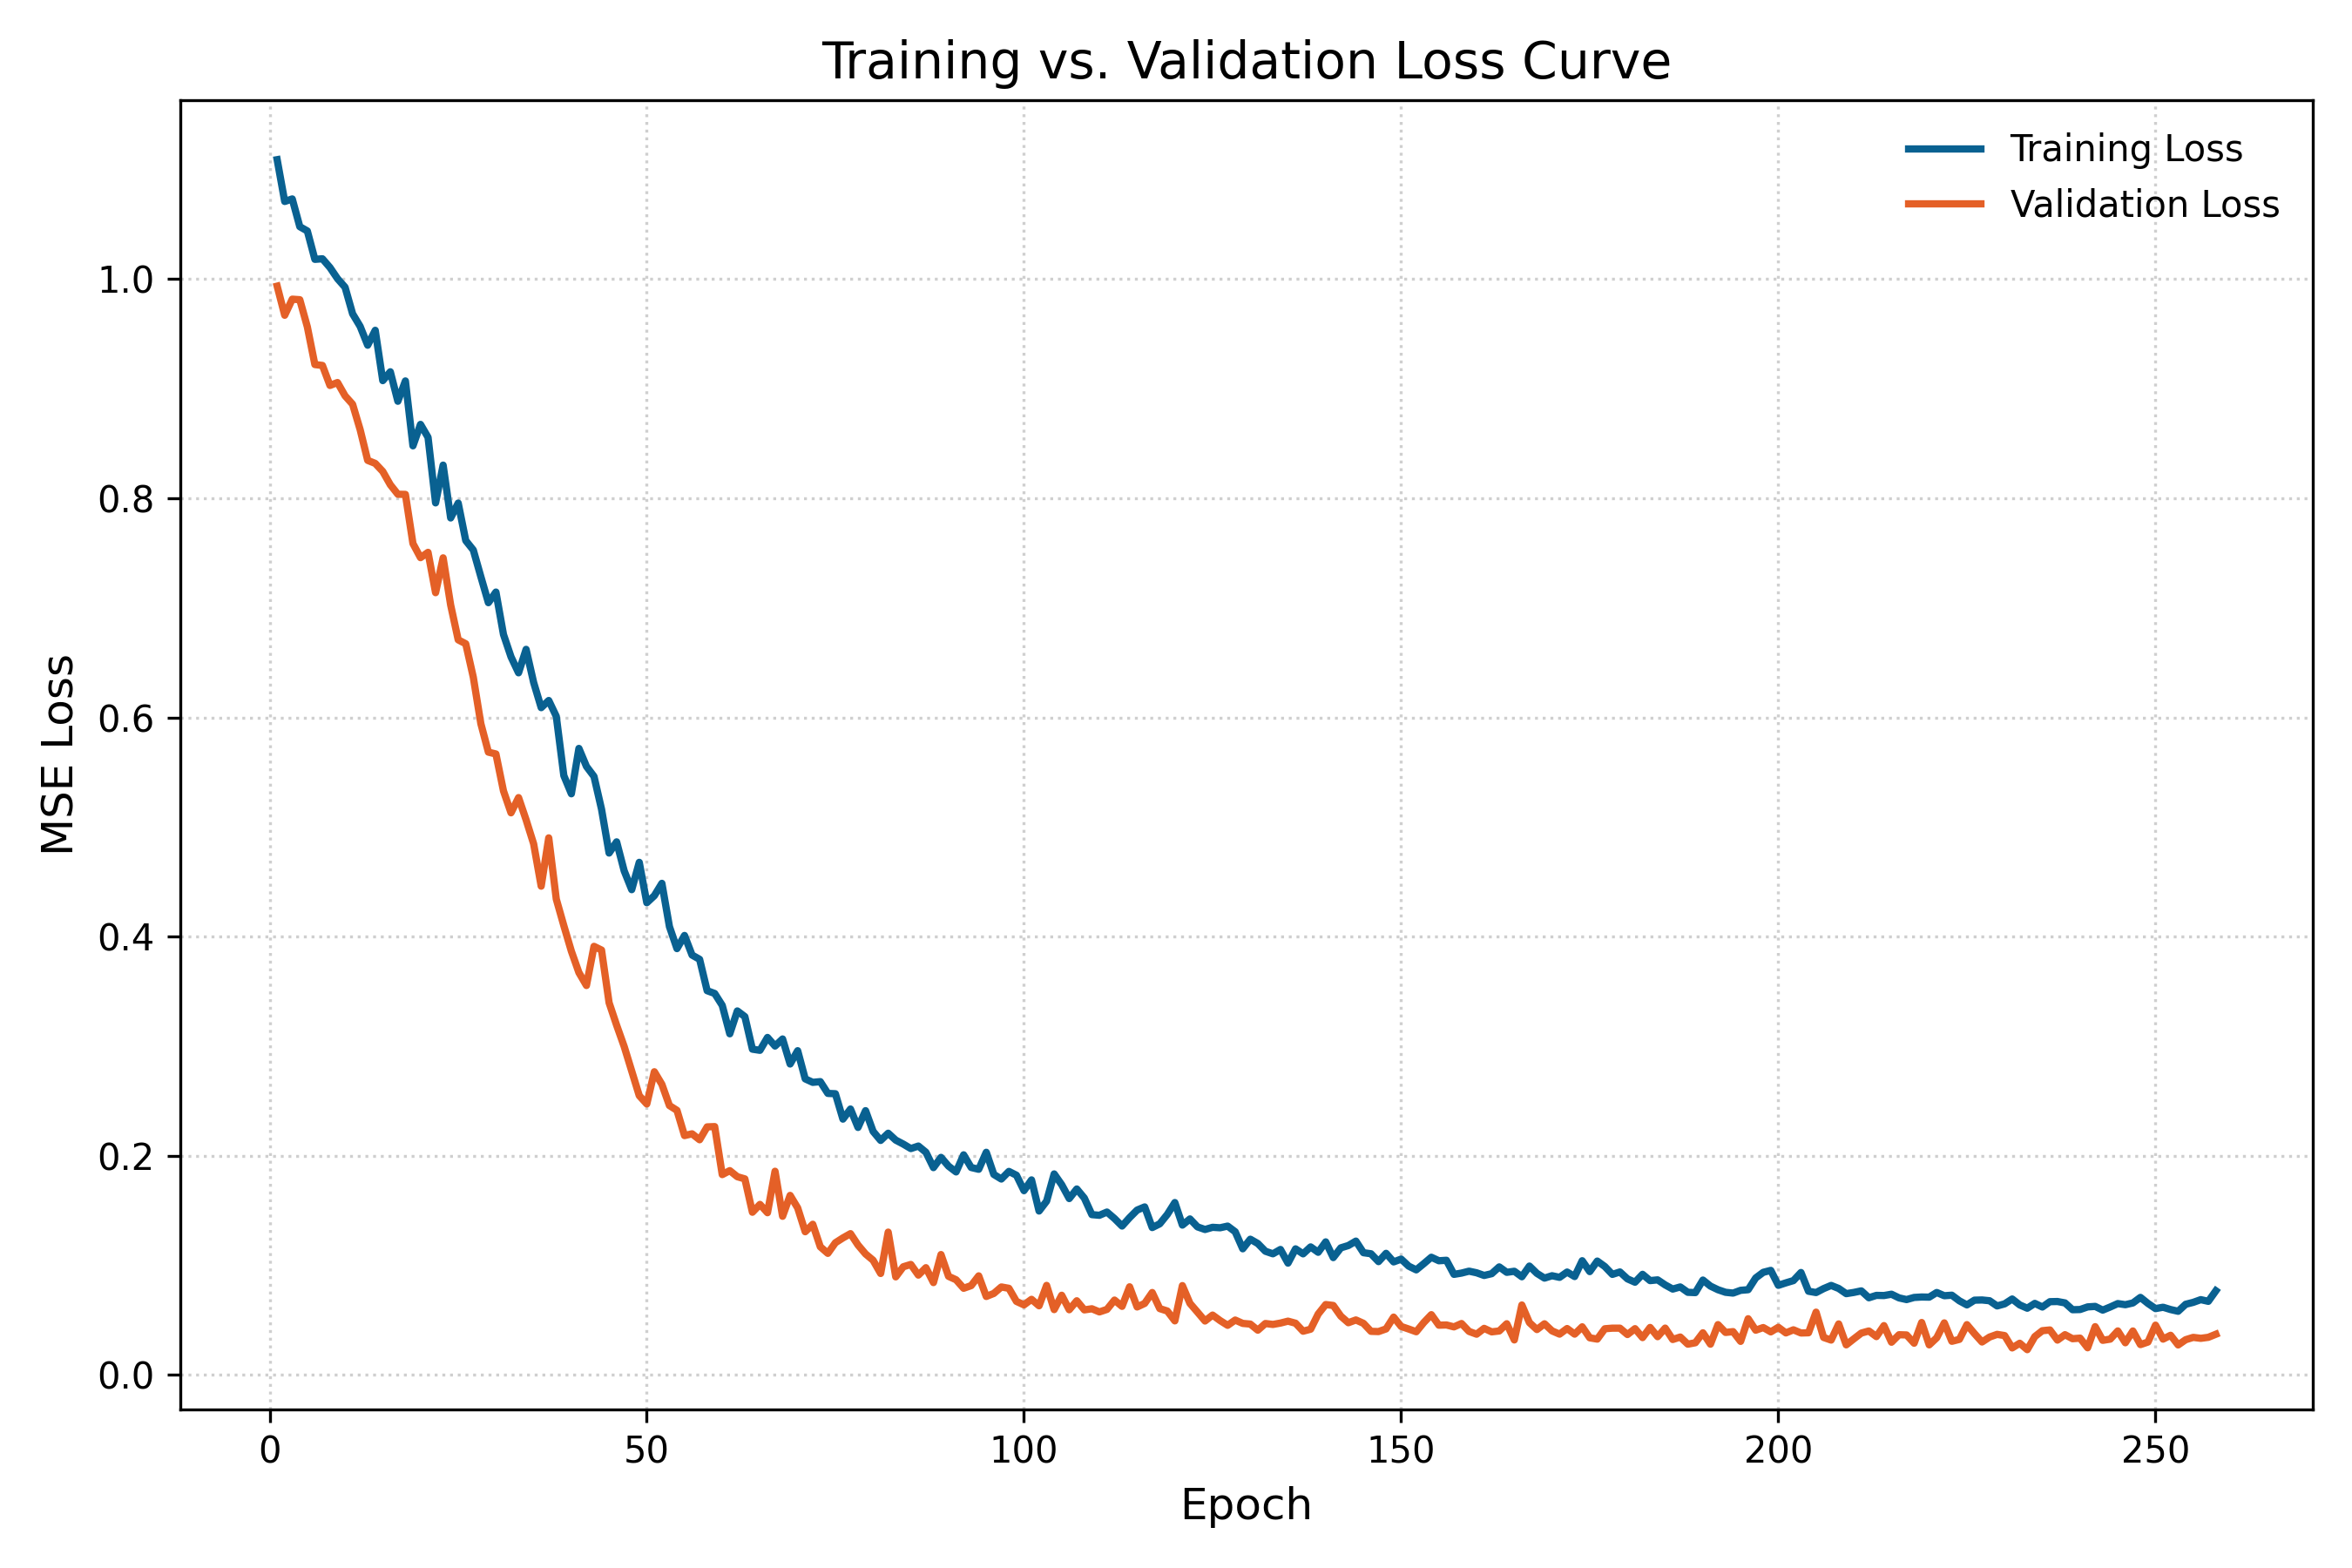 Training vs. Validation Loss Curve
Training Loss
Validation Loss
MSE Loss
1.0
0.8
0.6
0.4
0.2
0.0
0 50 100 150 200 250
Epoch